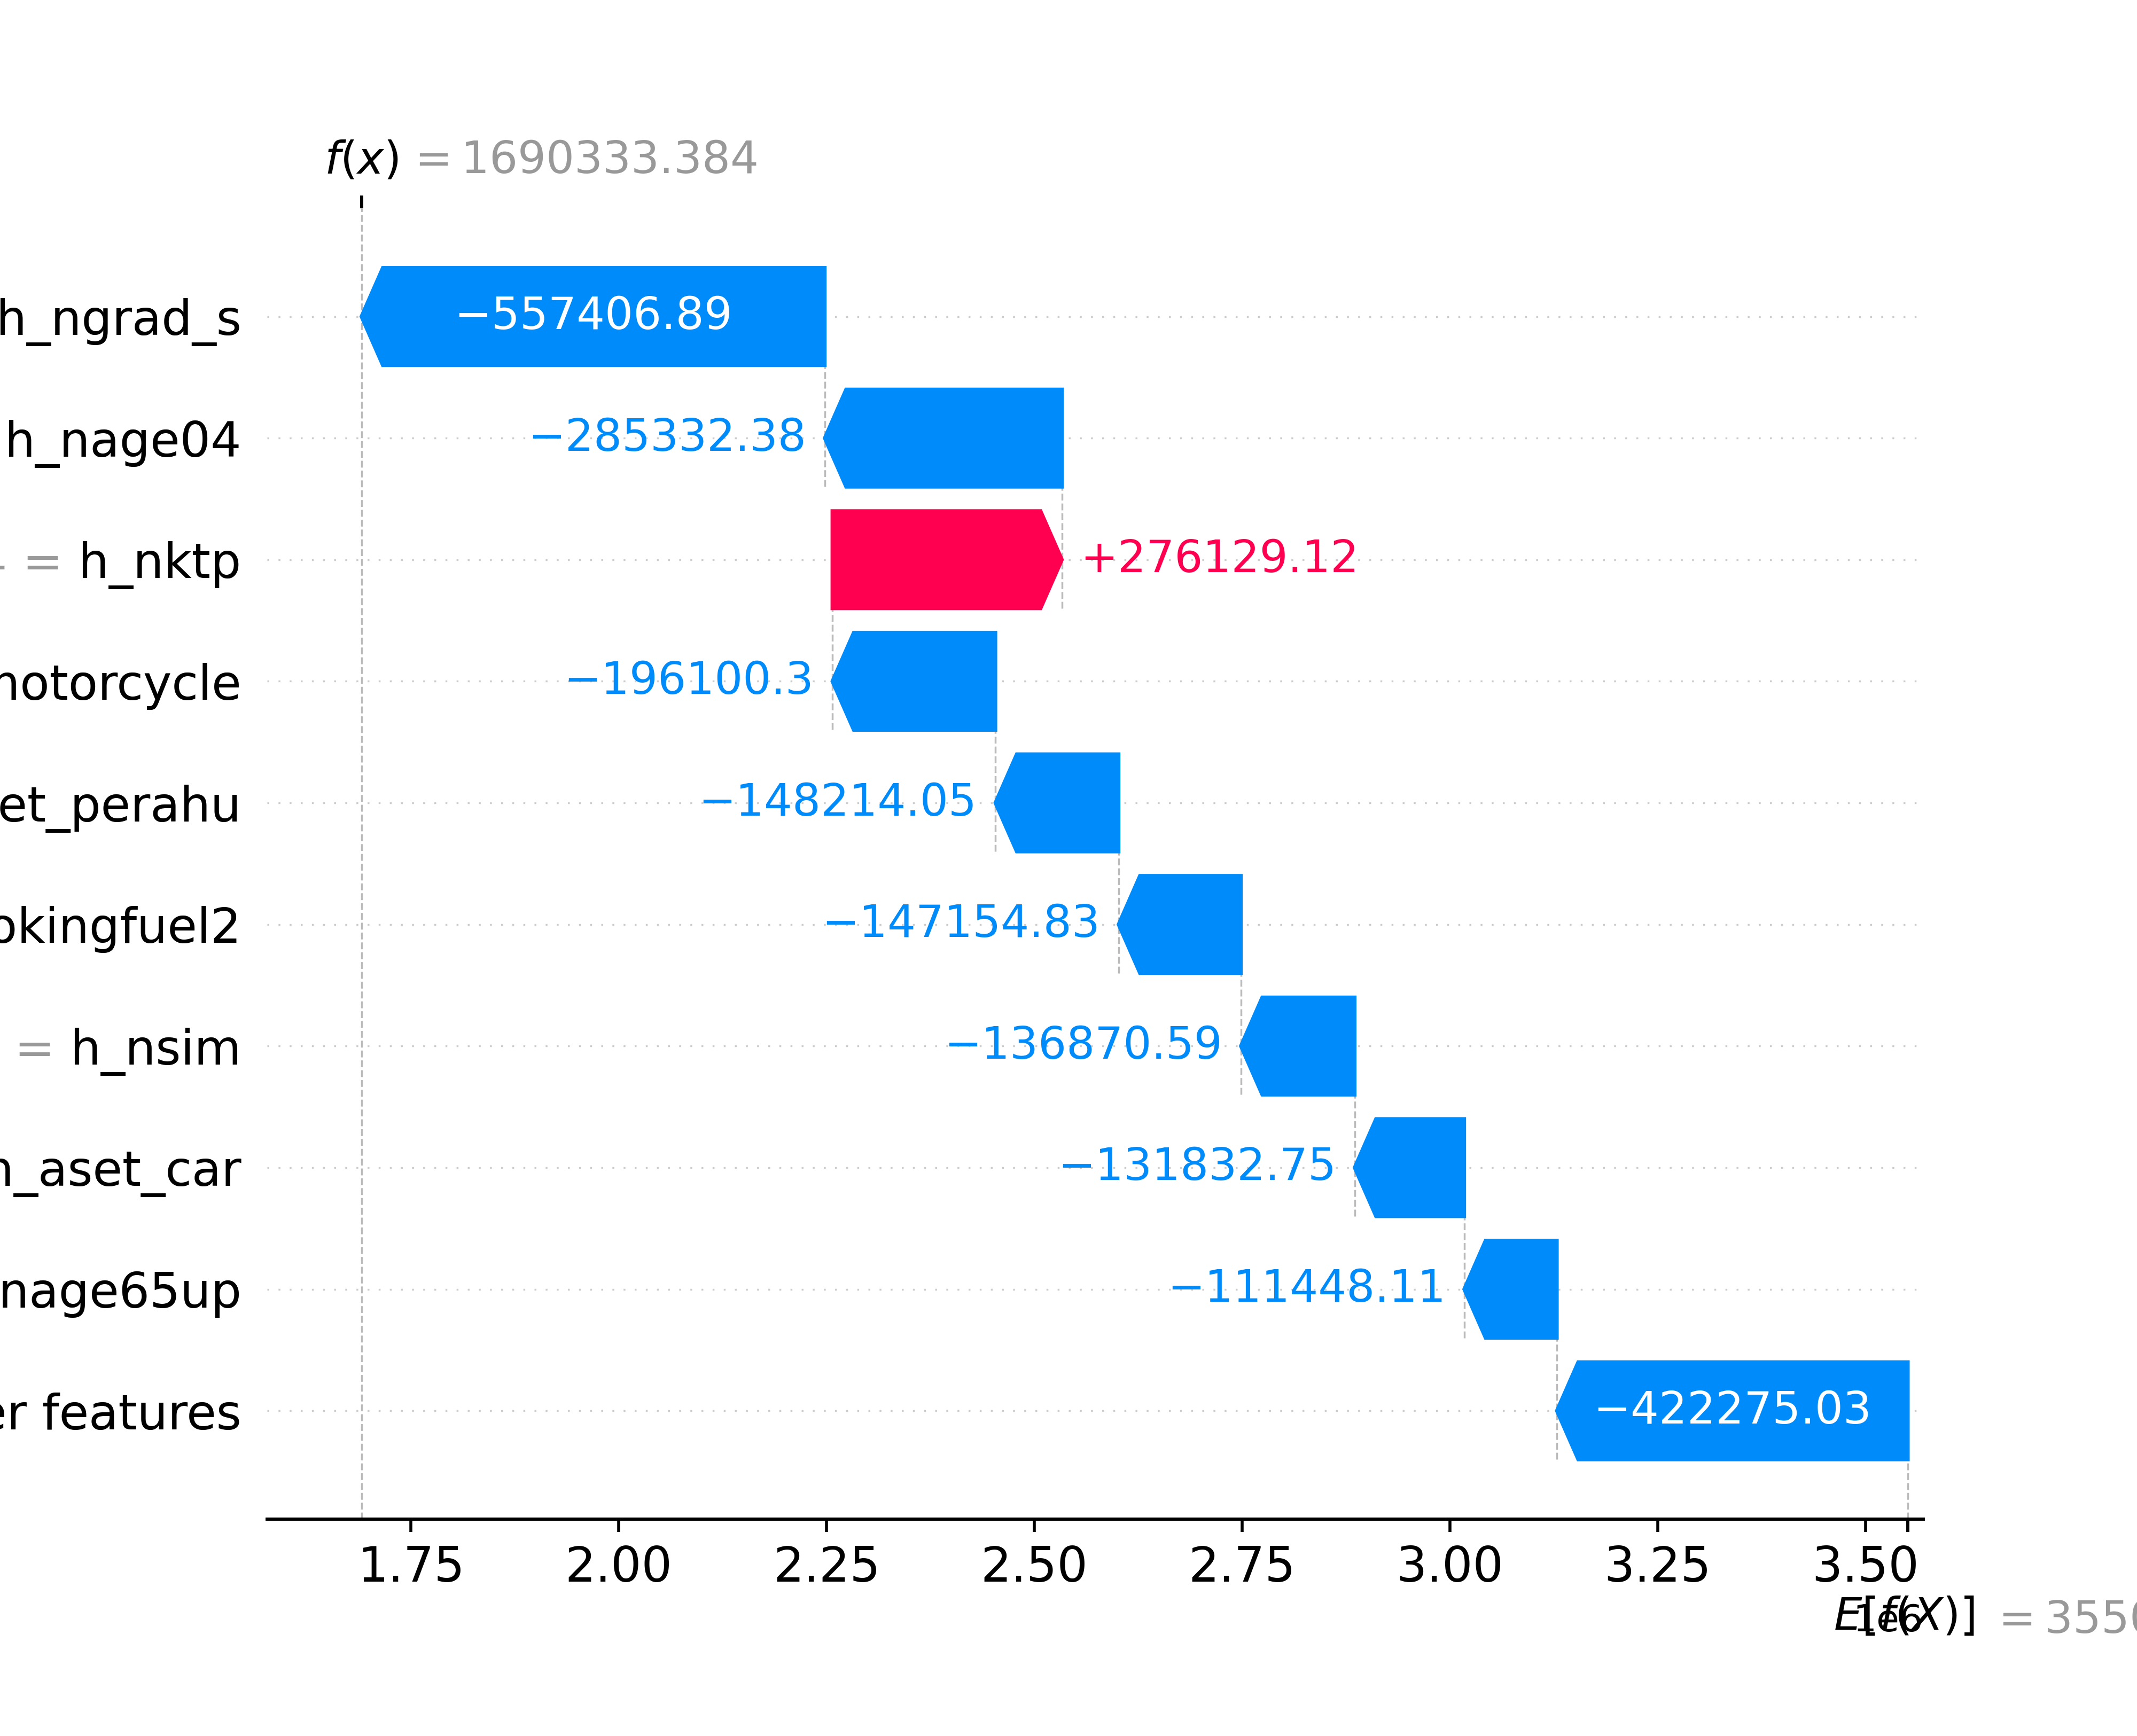 f(x) = 1690333.384
h_ngrad_s −557406.89
h_nage04 −285332.38
= h_nktp +276129.12
motorcycle −196100.3
et_perahu −148214.05
okingfuel2 −147154.83
= h_nsim −136870.59
h_aset_car −131832.75
nage65up −111448.11
er features −422275.03
1.75 2.00 2.25 2.50 2.75 3.00 3.25 3.50
E[f(X)] = 3550
1e6